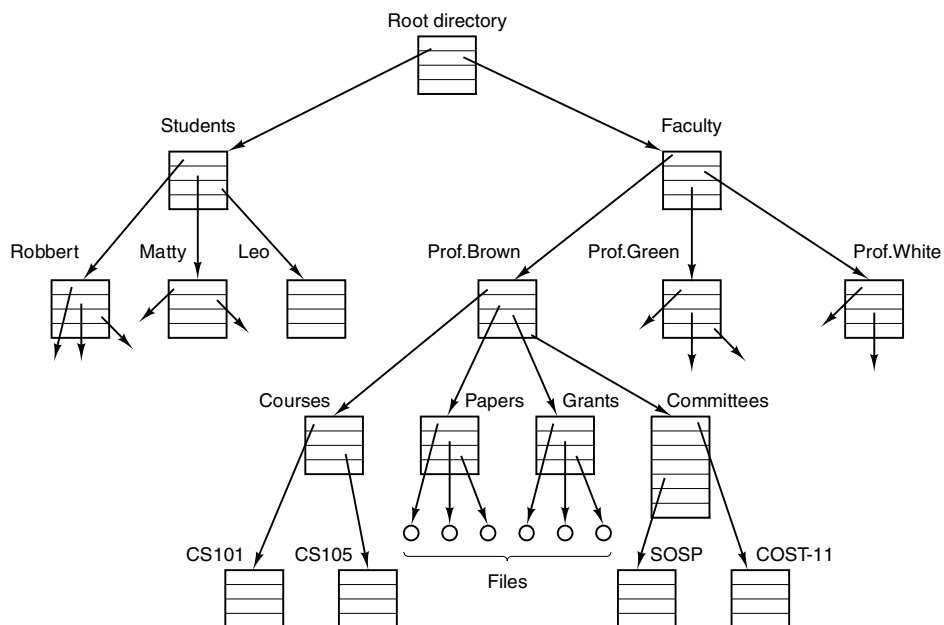 Root directory
Students
Faculty
Robbert
Matty
Leo
Prof.Brown
Prof.Green
Prof.White
Courses
Papers
Grants
Committees
CS101
CS105
SOSP
COST-11
Files